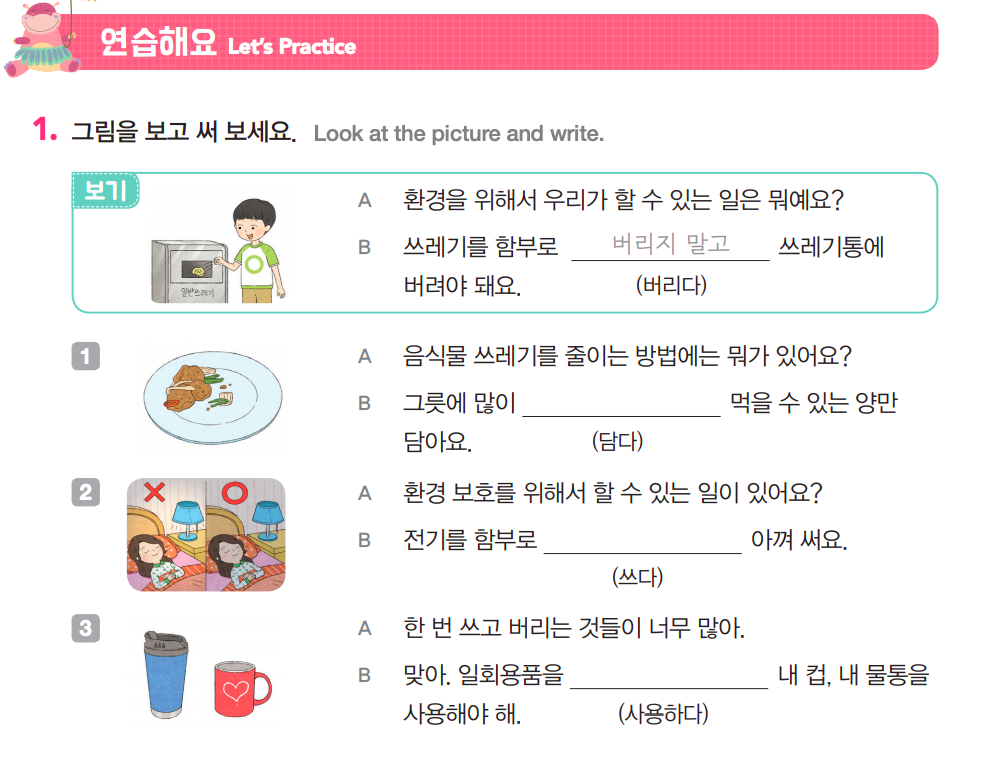 연습해요 Let's Practice
1. 그림을 보고 써 보세요. Look at the picture and write.
보기
A 환경을 위해서 우리가 할 수 있는 일은 뭐예요?
B 쓰레기를 함부로 버리지 말고 쓰레기통에
버려야 돼요. (버리다)
일반쓰레기
1
A 음식물 쓰레기를 줄이는 방법에는 뭐가 있어요?
B 그릇에 많이 ____________ 먹을 수 있는 양만
담아요. (담다)
2
A 환경 보호를 위해서 할 수 있는 일이 있어요?
B 전기를 함부로 ____________ 아껴 써요.
(쓰다)
3
A 한 번 쓰고 버리는 것들이 너무 많아.
B 맞아. 일회용품을 ____________ 내 컵, 내 물통을
사용해야 해. (사용하다)